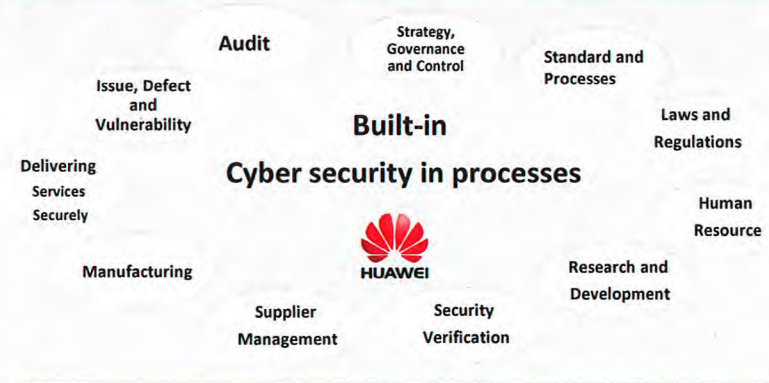 Audit
Strategy,
Governance
and Control
Standard and
Processes
Issue, Defect
and
Vulnerability
Laws and
Regulations
Built-in
Cyber security in processes
Delivering
Services
Securely
Human
Resource
HUAWEI
Manufacturing
Research and
Development
Supplier
Management
Security
Verification